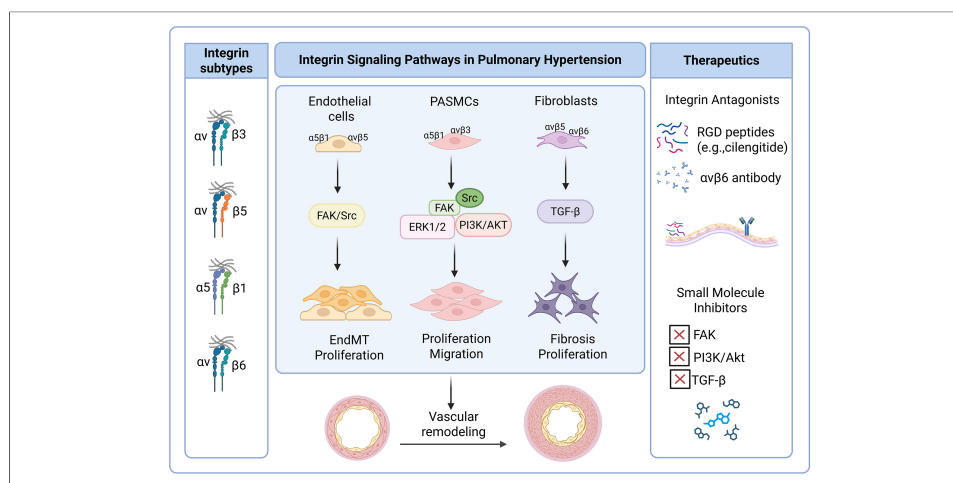 Integrin
subtypes
αv
β3
αv
β5
α5
β1
αv
β6
Integrin Signaling Pathways in Pulmonary Hypertension
Endothelial
cells
α5β1
αvβ5
FAK/Src
EndMT
Proliferation
PASMCs
α5β1
αvβ3
Src
FAK
ERK1/2
PI3K/AKT
Proliferation
Migration
Fibroblasts
αvβ5
αvβ6
TGF-β
Fibrosis
Proliferation
Vascular
remodeling
Therapeutics
Integrin Antagonists
RGD peptides
(e.g.,cilengitide)
αvβ6 antibody
Small Molecule
Inhibitors
FAK
PI3K/Akt
TGF-β